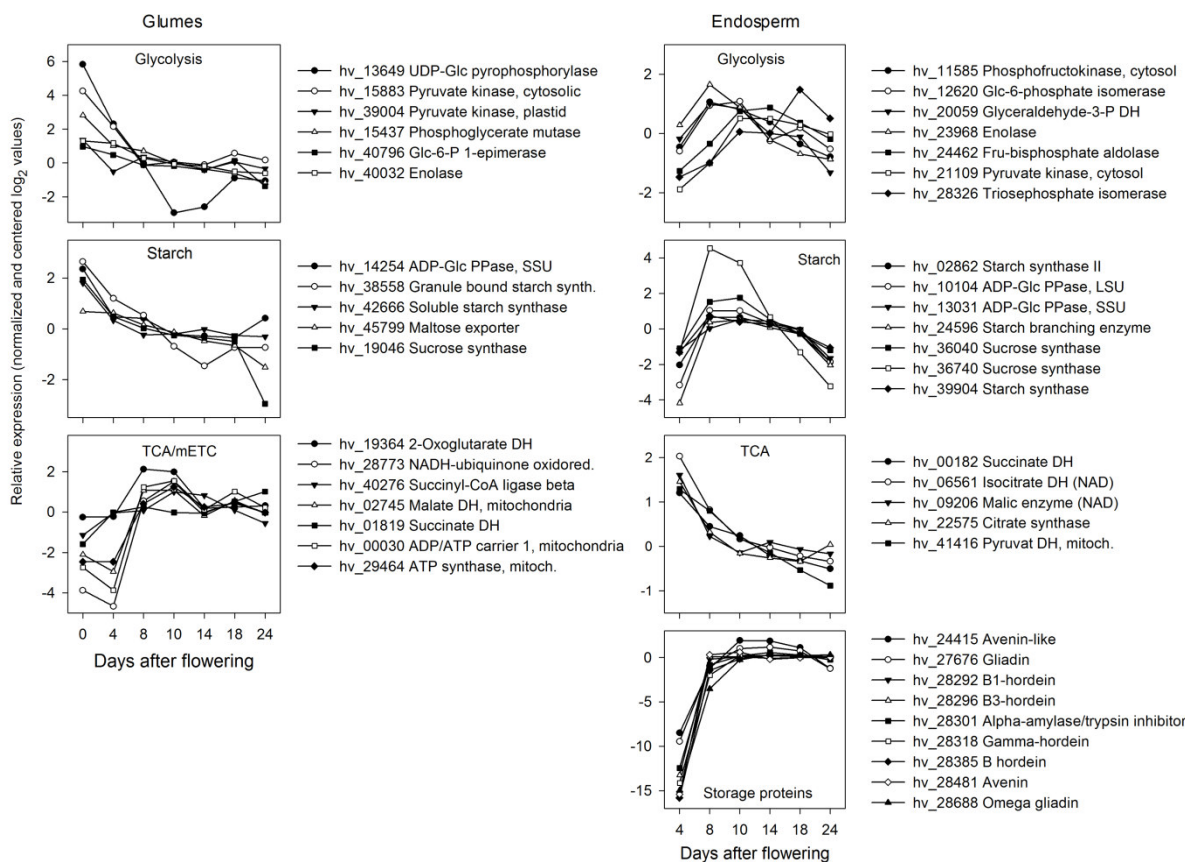 Glumes
Endosperm
Relative expression (normalized and centered log2 values)
Glycolysis
6
4
2
0
-2
hv_13649 UDP-Glc pyrophosphorylase
hv_15883 Pyruvate kinase, cytosolic
hv_39004 Pyruvate kinase, plastid
hv_15437 Phosphoglycerate mutase
hv_40796 Glc-6-P 1-epimerase
hv_40032 Enolase
Starch
2
0
-2
hv_14254 ADP-Glc PPase, SSU
hv_38558 Granule bound starch synth.
hv_42666 Soluble starch synthase
hv_45799 Maltose exporter
hv_19046 Sucrose synthase
TCA/mETC
2
0
-2
-4
hv_19364 2-Oxoglutarate DH
hv_28773 NADH-ubiquinone oxidored.
hv_40276 Succinyl-CoA ligase beta
hv_02745 Malate DH, mitochondria
hv_01819 Succinate DH
hv_00030 ADP/ATP carrier 1, mitochondria
hv_29464 ATP synthase, mitoch.
0 4 8 10 14 18 24
Days after flowering
Glycolysis
2
0
-2
hv_11585 Phosphofructokinase, cytosol
hv_12620 Glc-6-phosphate isomerase
hv_20059 Glyceraldehyde-3-P DH
hv_23968 Enolase
hv_24462 Fru-bisphosphate aldolase
hv_21109 Pyruvate kinase, cytosol
hv_28326 Triosephosphate isomerase
Starch
4
2
0
-2
-4
hv_02862 Starch synthase II
hv_10104 ADP-Glc PPase, LSU
hv_13031 ADP-Glc PPase, SSU
hv_24596 Starch branching enzyme
hv_36040 Sucrose synthase
hv_36740 Sucrose synthase
hv_39904 Starch synthase
TCA
2
1
0
-1
hv_00182 Succinate DH
hv_06561 Isocitrate DH (NAD)
hv_09206 Malic enzyme (NAD)
hv_22575 Citrate synthase
hv_41416 Pyruvat DH, mitoch.
0
-5
-10
-15
Storage proteins
hv_24415 Avenin-like
hv_27676 Gliadin
hv_28292 B1-hordein
hv_28296 B3-hordein
hv_28301 Alpha-amylase/trypsin inhibitor
hv_28318 Gamma-hordein
hv_28385 B hordein
hv_28481 Avenin
hv_28688 Omega gliadin
4 8 10 14 18 24
Days after flowering